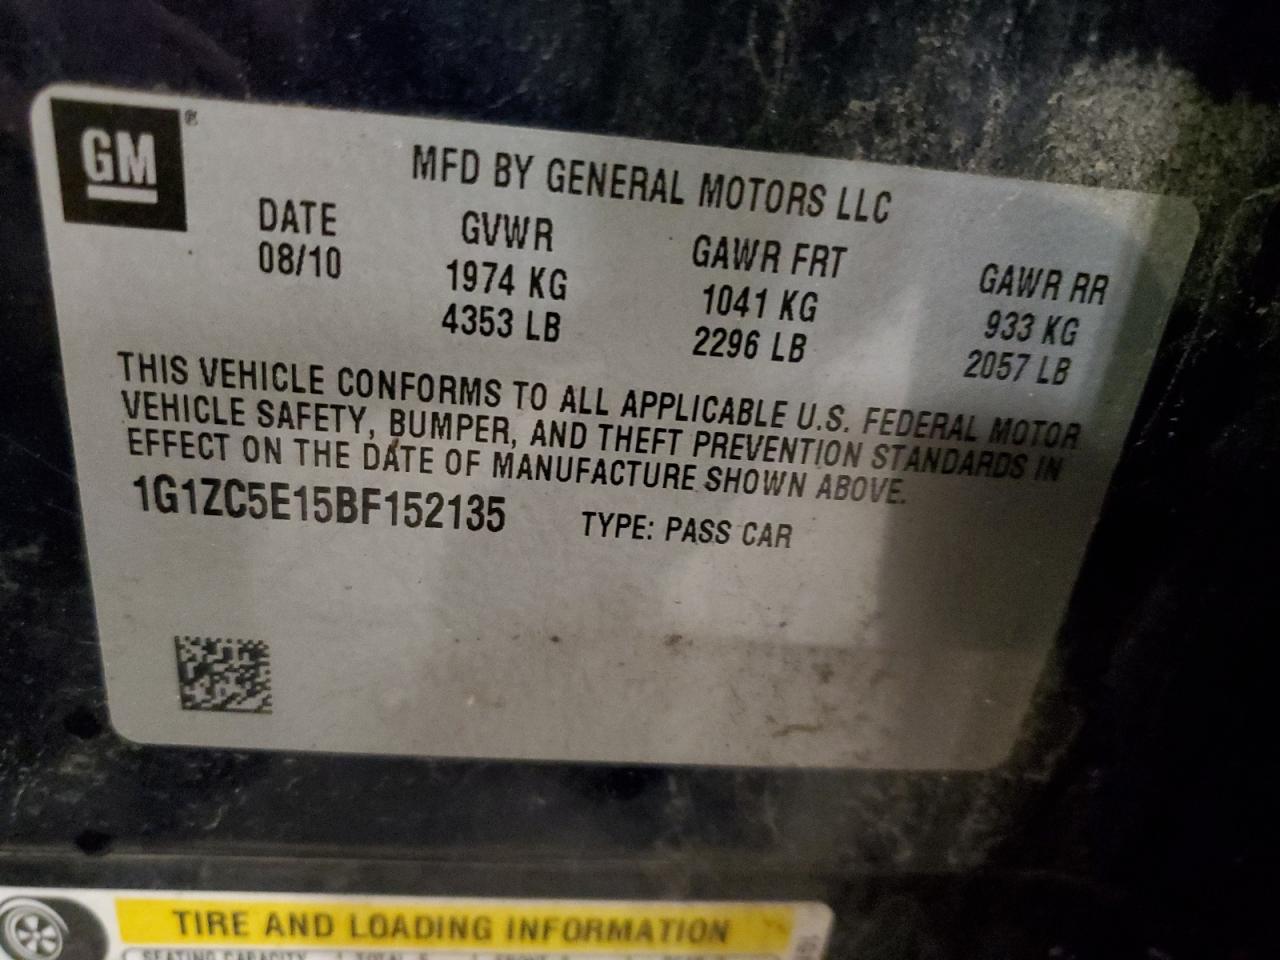 GM ®
MFD BY GENERAL MOTORS LLC
DATE GVWR GAWR FRT GAWR RR
08/10 1974 KG 1041 KG 933 KG
4353 LB 2296 LB 2057 LB
THIS VEHICLE CONFORMS TO ALL APPLICABLE U.S. FEDERAL MOTOR
VEHICLE SAFETY, BUMPER, AND THEFT PREVENTION STANDARDS IN
EFFECT ON THE DATE OF MANUFACTURE SHOWN ABOVE.
1G1ZC5E15BF152135 TYPE: PASS CAR
TIRE AND LOADING INFORMATION
SEATING CAPACITY